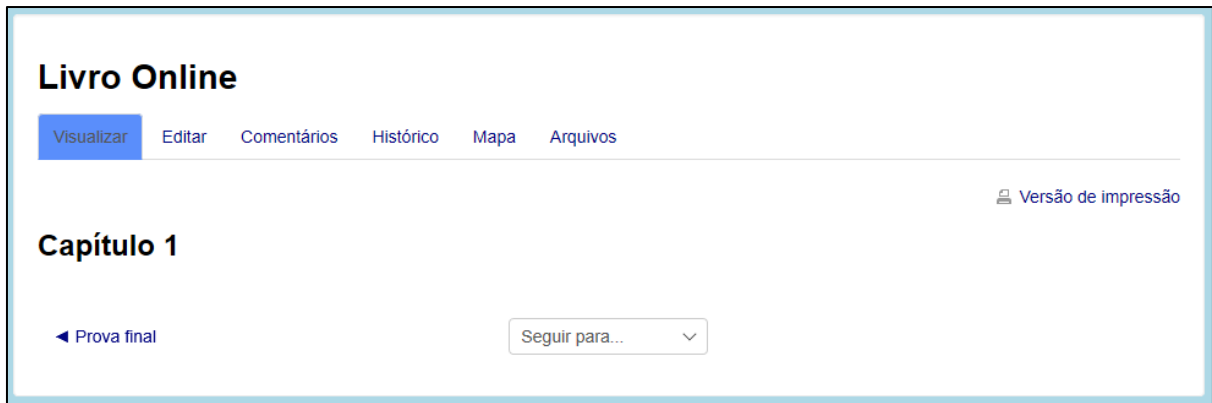 Livro Online
Visualizar Editar Comentários Histórico Mapa Arquivos
Versão de impressão
Capítulo 1
◄ Prova final Seguir para...